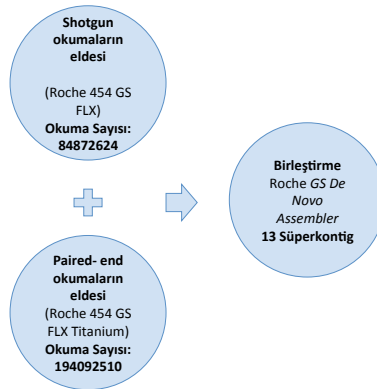 Shotgun
okumaların
eldesi
(Roche 454 GS
FLX)
Okuma Sayısı:
84872624
Paired- end
okumaların
eldesi
(Roche 454 GS
FLX Titanium)
Okuma Sayısı:
194092510
Birleştirme
Roche GS De
Novo
Assembler
13 Süperkontig